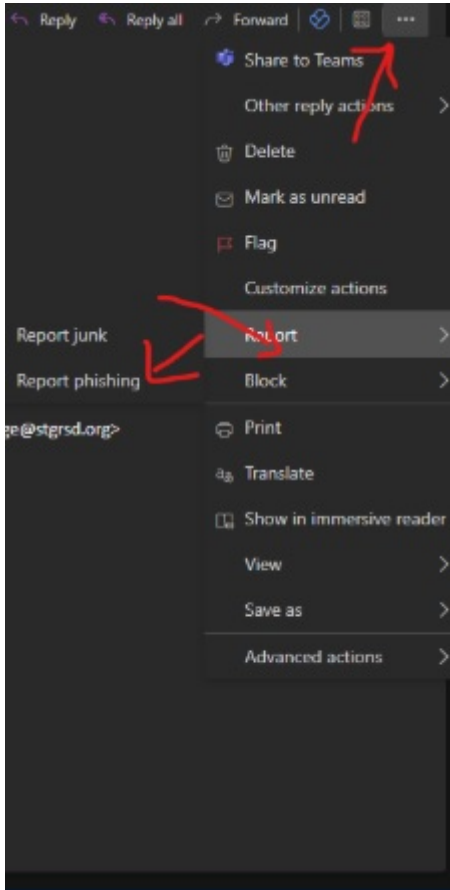 Reply Reply all Forward
Share to Teams
Other reply actions
Delete
Mark as unread
Flag
Customize actions
Report junk Report
Report phishing Block
ge@stgrsd.org> Print
Translate
Show in immersive reader
View
Save as
Advanced actions